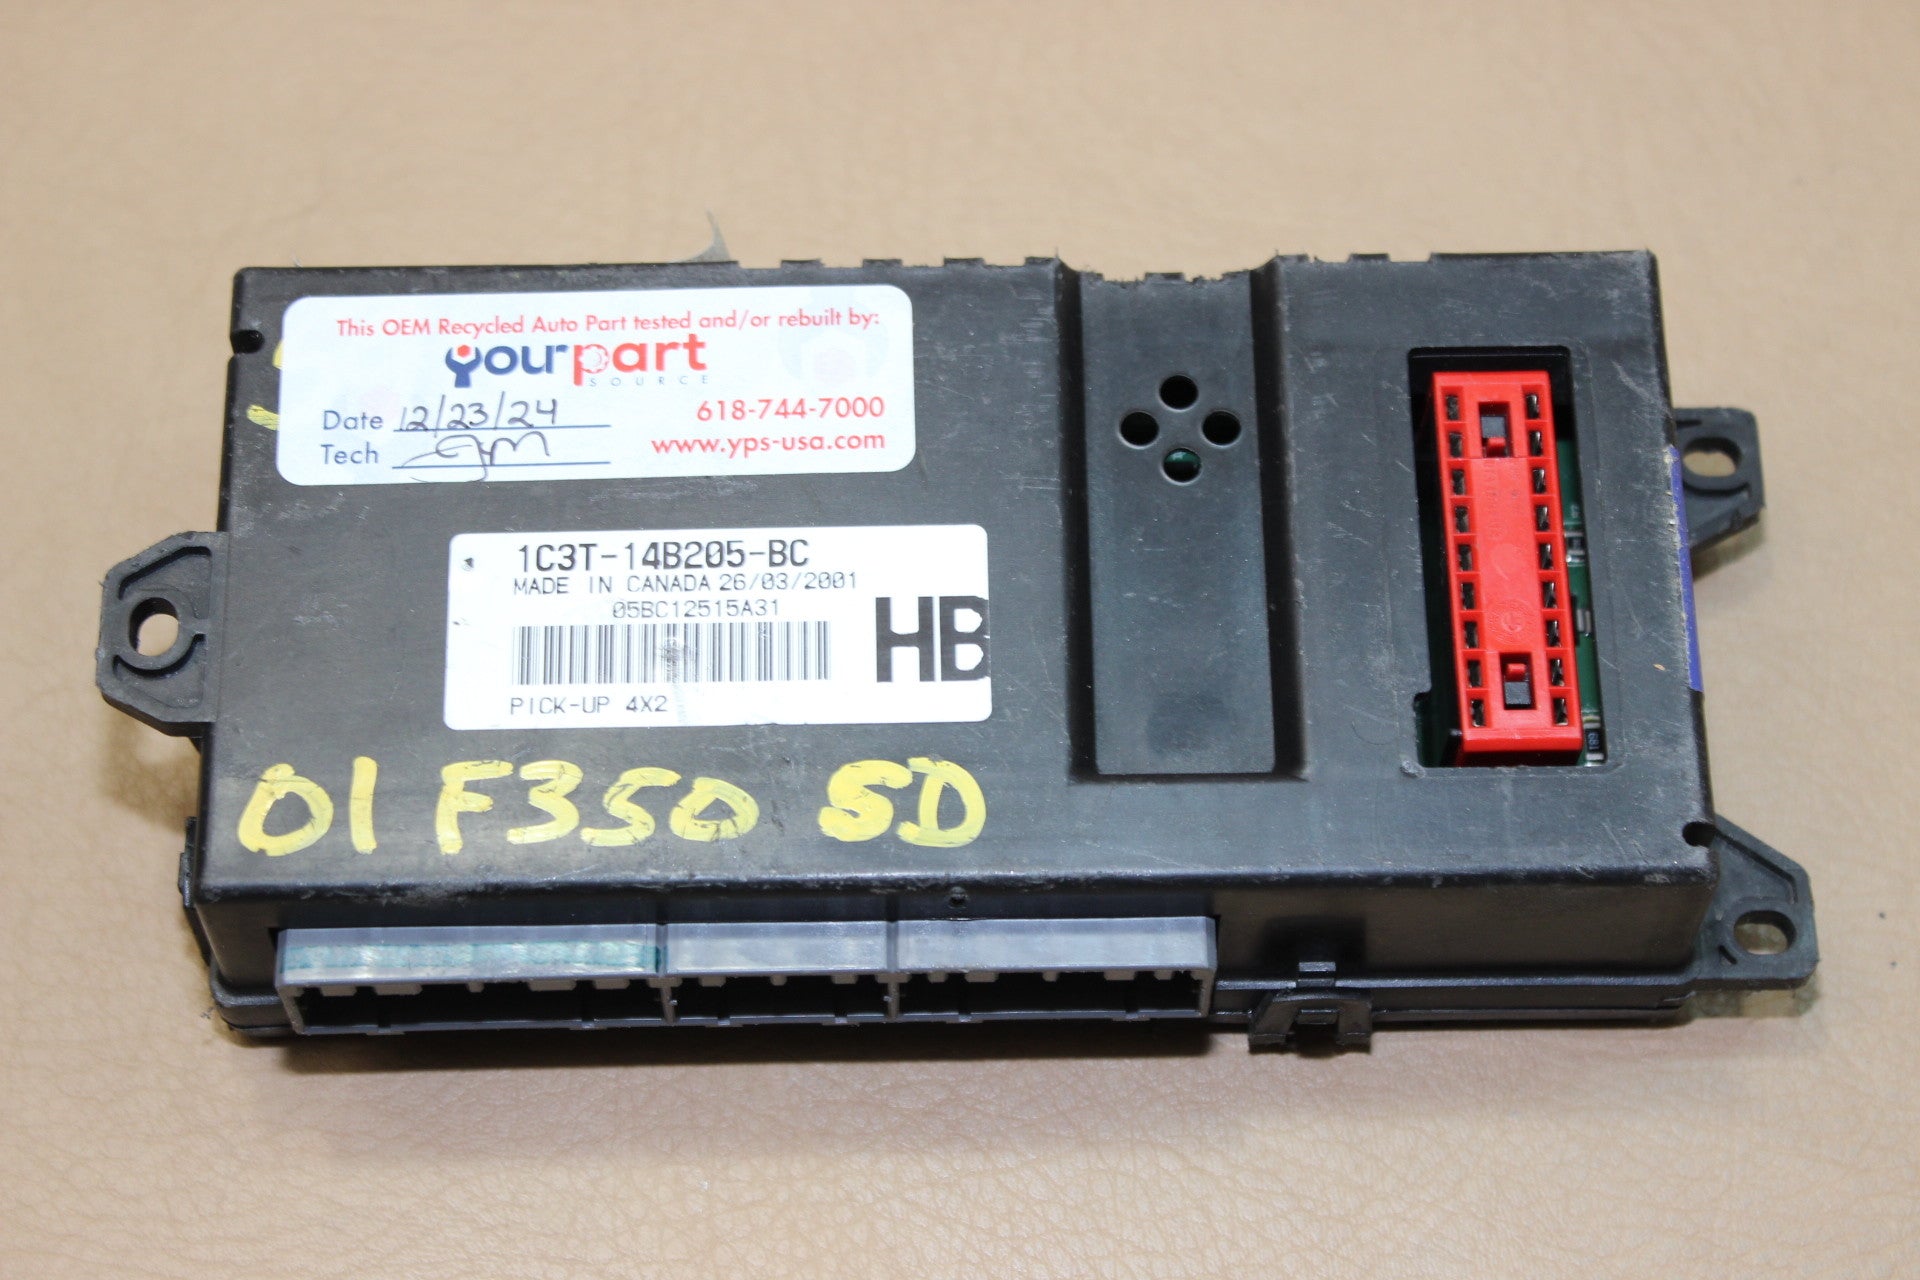 This OEM Recycled Auto Part tested and/or rebuilt by:
yourpart
SOURCE
Date 12/23/24 618-744-7000
Tech JM www.yps-usa.com
1C3T-14B205-BC
MADE IN CANADA 26/03/2001
05BC12515A31
HB
PICK-UP 4X2
01 F350 SD